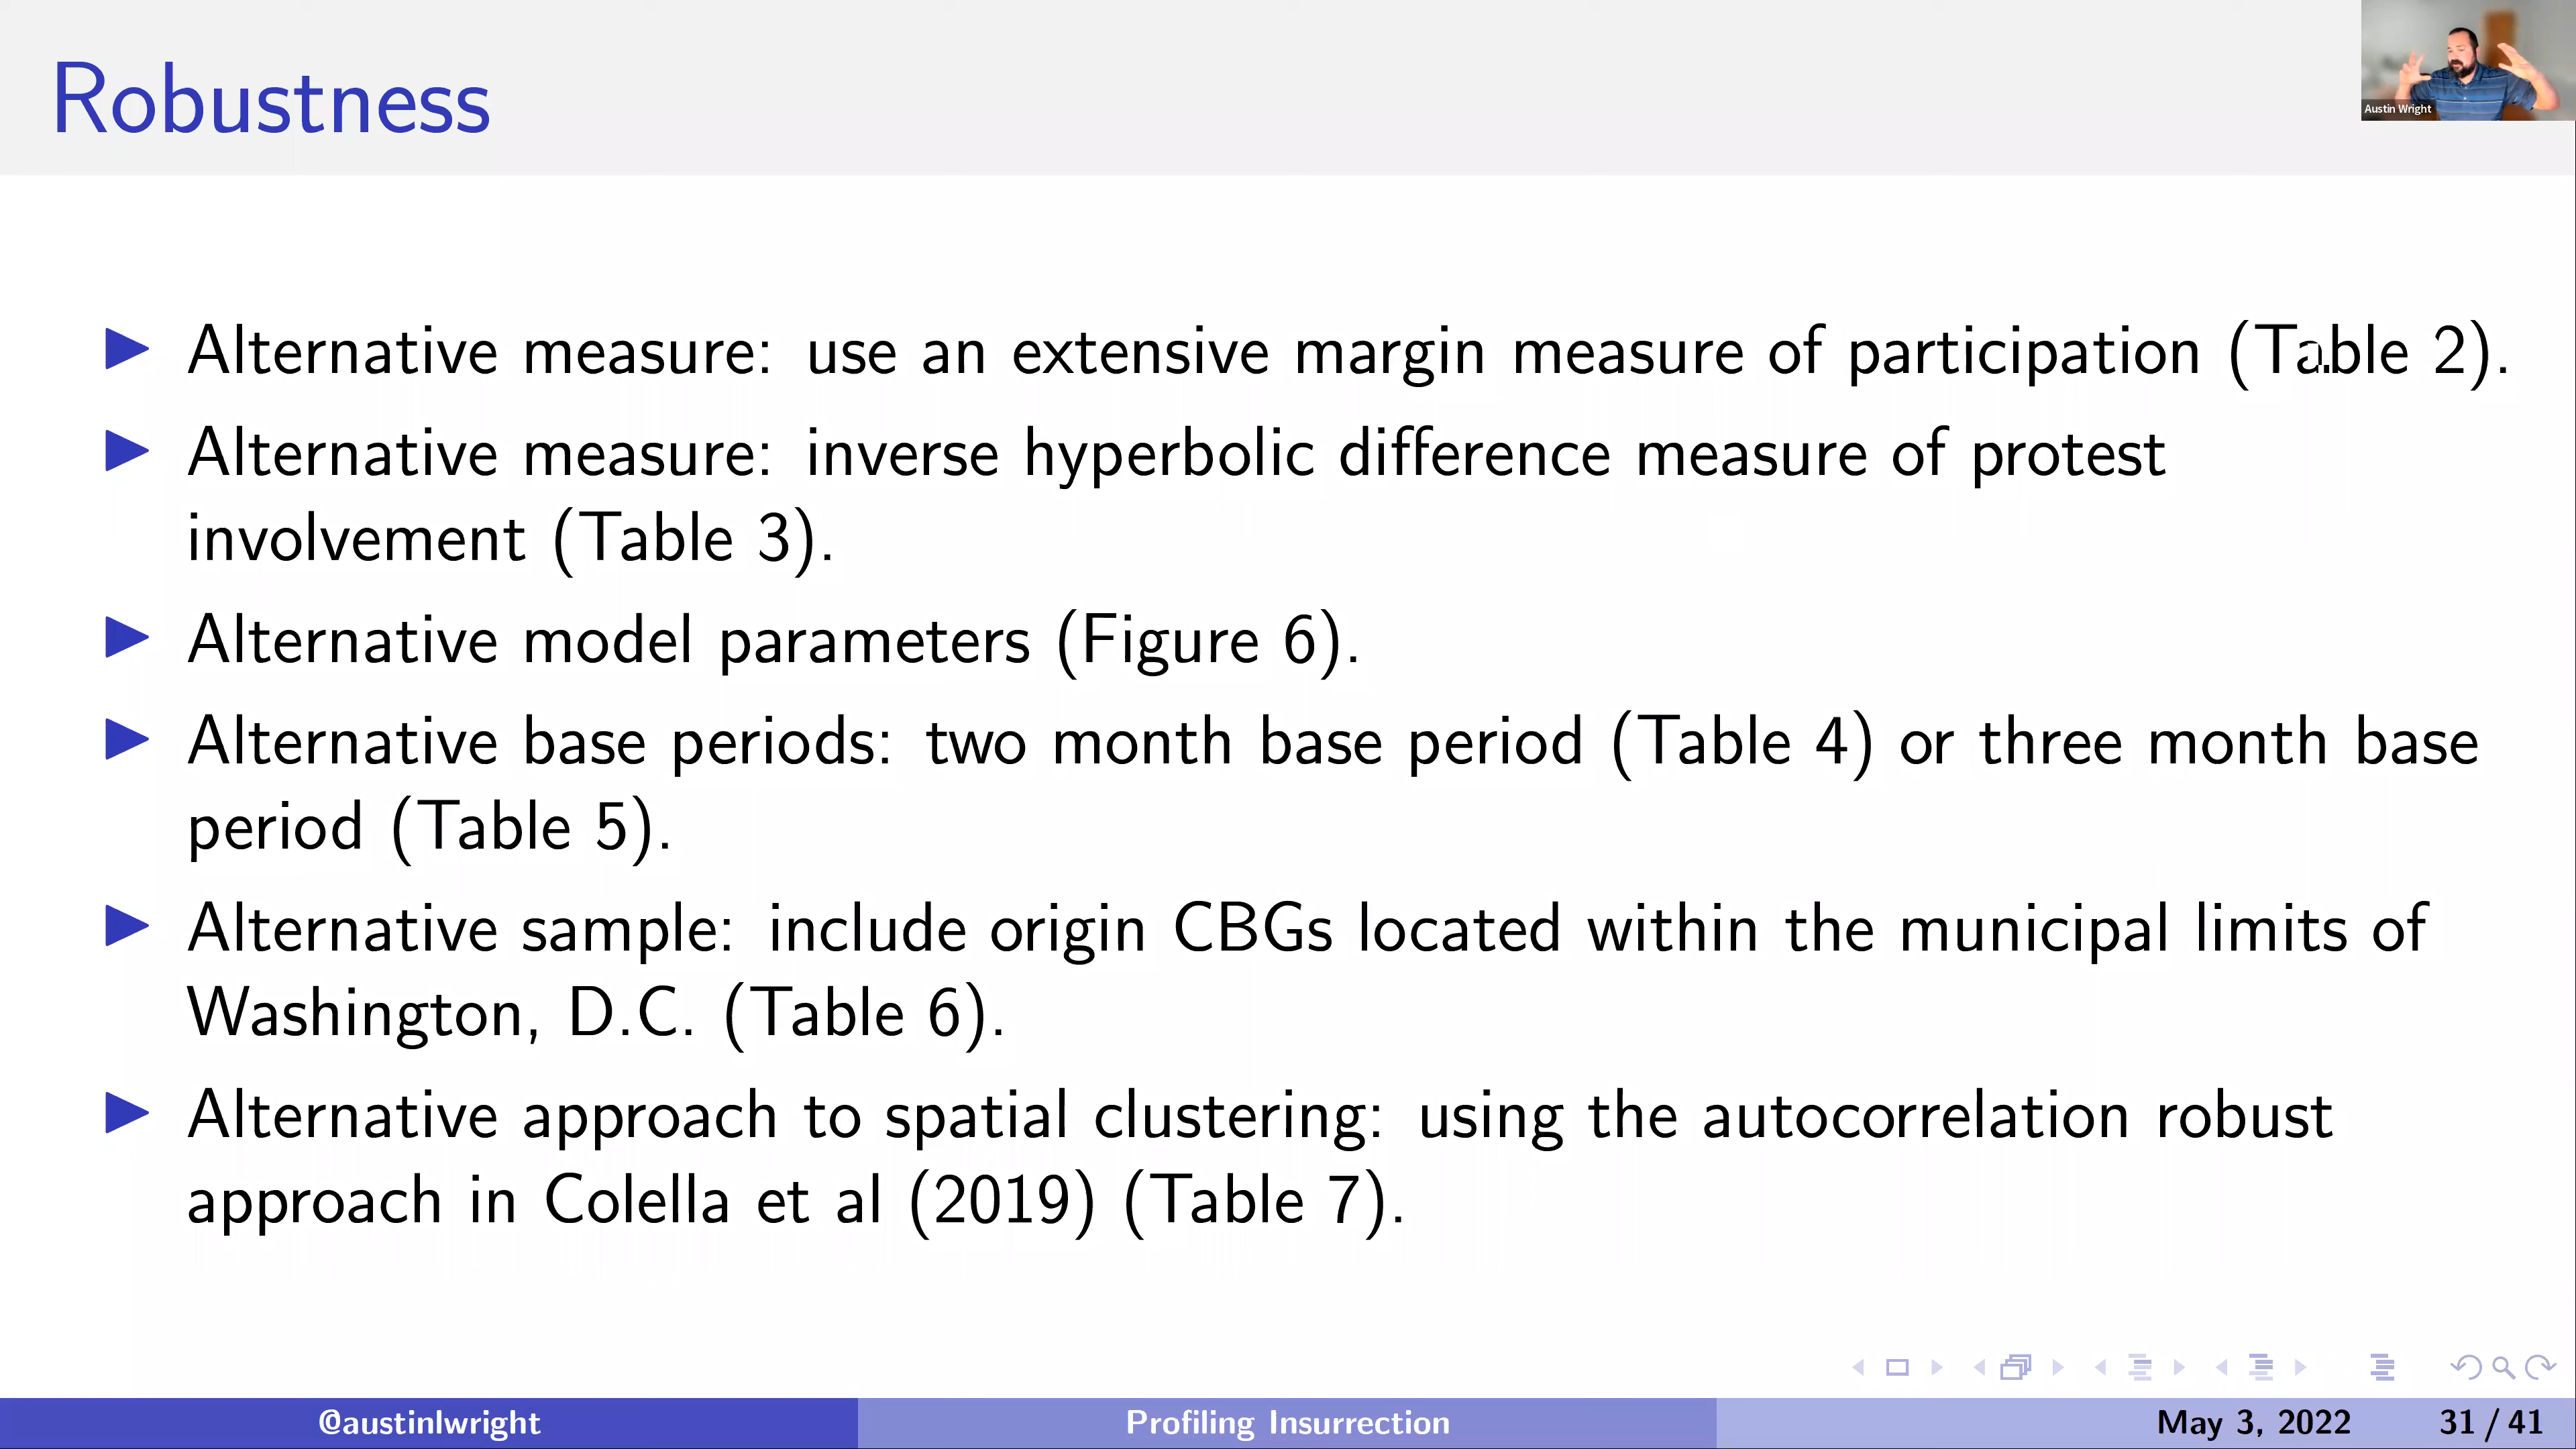 Robustness
Austin Wright
Alternative measure: use an extensive margin measure of participation (Table 2).
Alternative measure: inverse hyperbolic difference measure of protest
involvement (Table 3).
Alternative model parameters (Figure 6).
Alternative base periods: two month base period (Table 4) or three month base
period (Table 5).
Alternative sample: include origin CBGs located within the municipal limits of
Washington, D.C. (Table 6).
Alternative approach to spatial clustering: using the autocorrelation robust
approach in Colella et al (2019) (Table 7).
@austinlwright
Profiling Insurrection
May 3, 2022
31 / 41